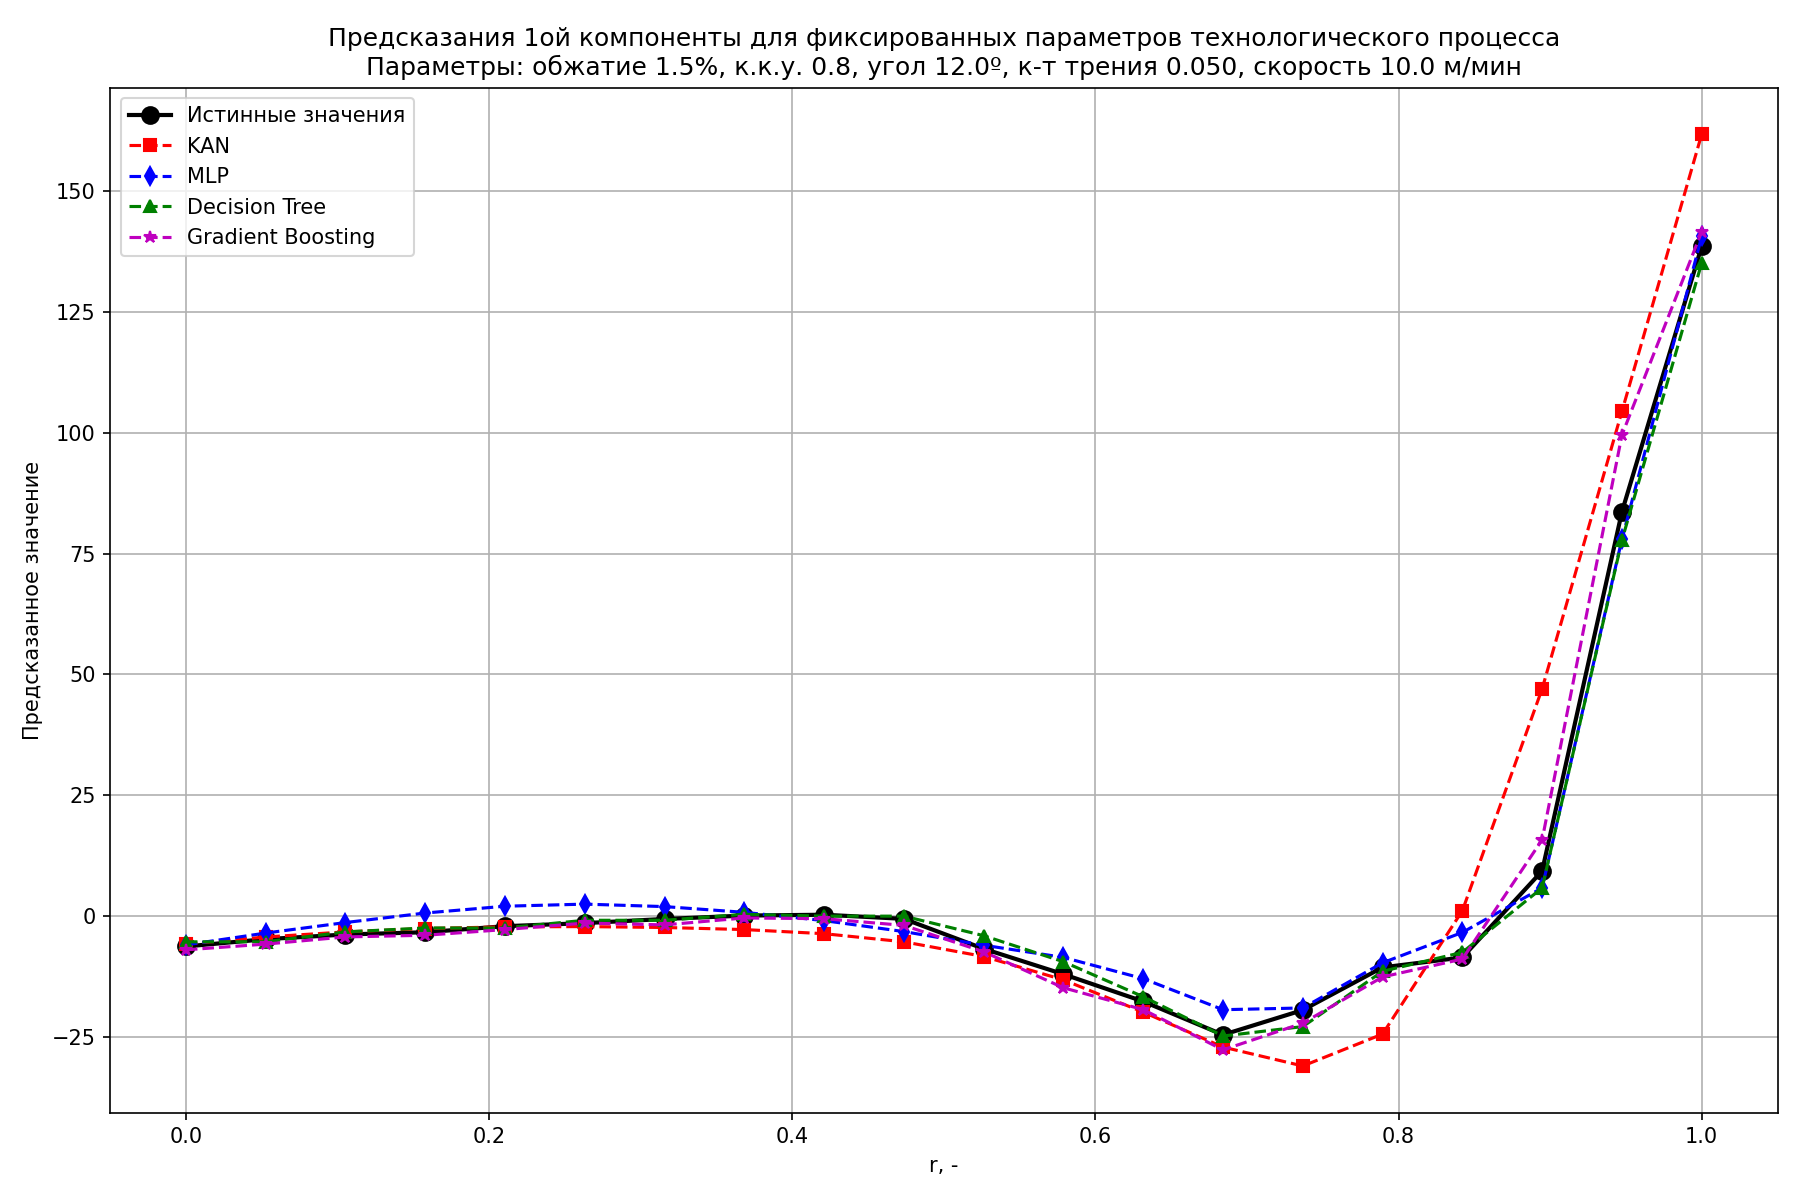 Предсказания 1ой компоненты для фиксированных параметров технологического процесса
Параметры: обжатие 1.5%, к.к.у. 0.8, угол 12.0º, к-т трения 0.050, скорость 10.0 м/мин
Истинные значения
KAN
MLP
Decision Tree
Gradient Boosting
Предсказанное значение
150
125
100
75
50
25
0
−25
0.0 0.2 0.4 0.6 0.8 1.0
r, -